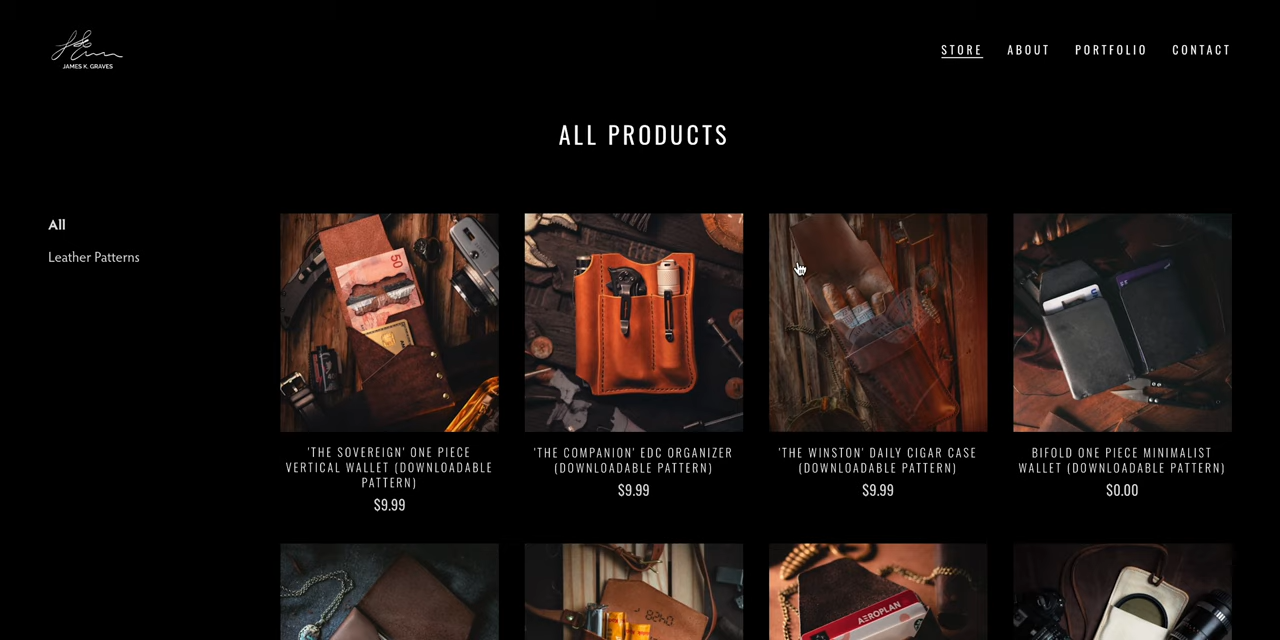 JAMES K. GRAVES
STORE ABOUT PORTFOLIO CONTACT
ALL PRODUCTS
All
Leather Patterns
50
'THE SOVEREIGN' ONE PIECE
VERTICAL WALLET (DOWNLOADABLE
PATTERN)
$9.99
'THE COMPANION' EDC ORGANIZER
(DOWNLOADABLE PATTERN)
$9.99
'THE WINSTON' DAILY CIGAR CASE
(DOWNLOADABLE PATTERN)
$9.99
BIFOLD ONE PIECE MINIMALIST
WALLET (DOWNLOADABLE PATTERN)
$0.00
AEROPLAN